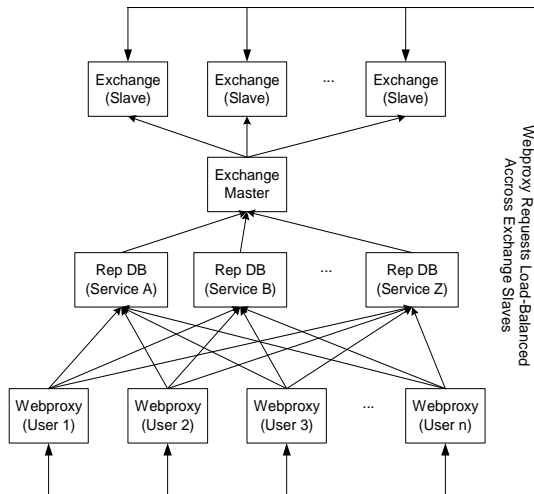 Exchange
(Slave)
Exchange
(Slave)
...
Exchange
(Slave)
Exchange
Master
Rep DB
(Service A)
Rep DB
(Service B)
...
Rep DB
(Service Z)
Webproxy
(User 1)
Webproxy
(User 2)
Webproxy
(User 3)
...
Webproxy
(User n)
Webproxy Requests Load-Balanced
Accross Exchange Slaves